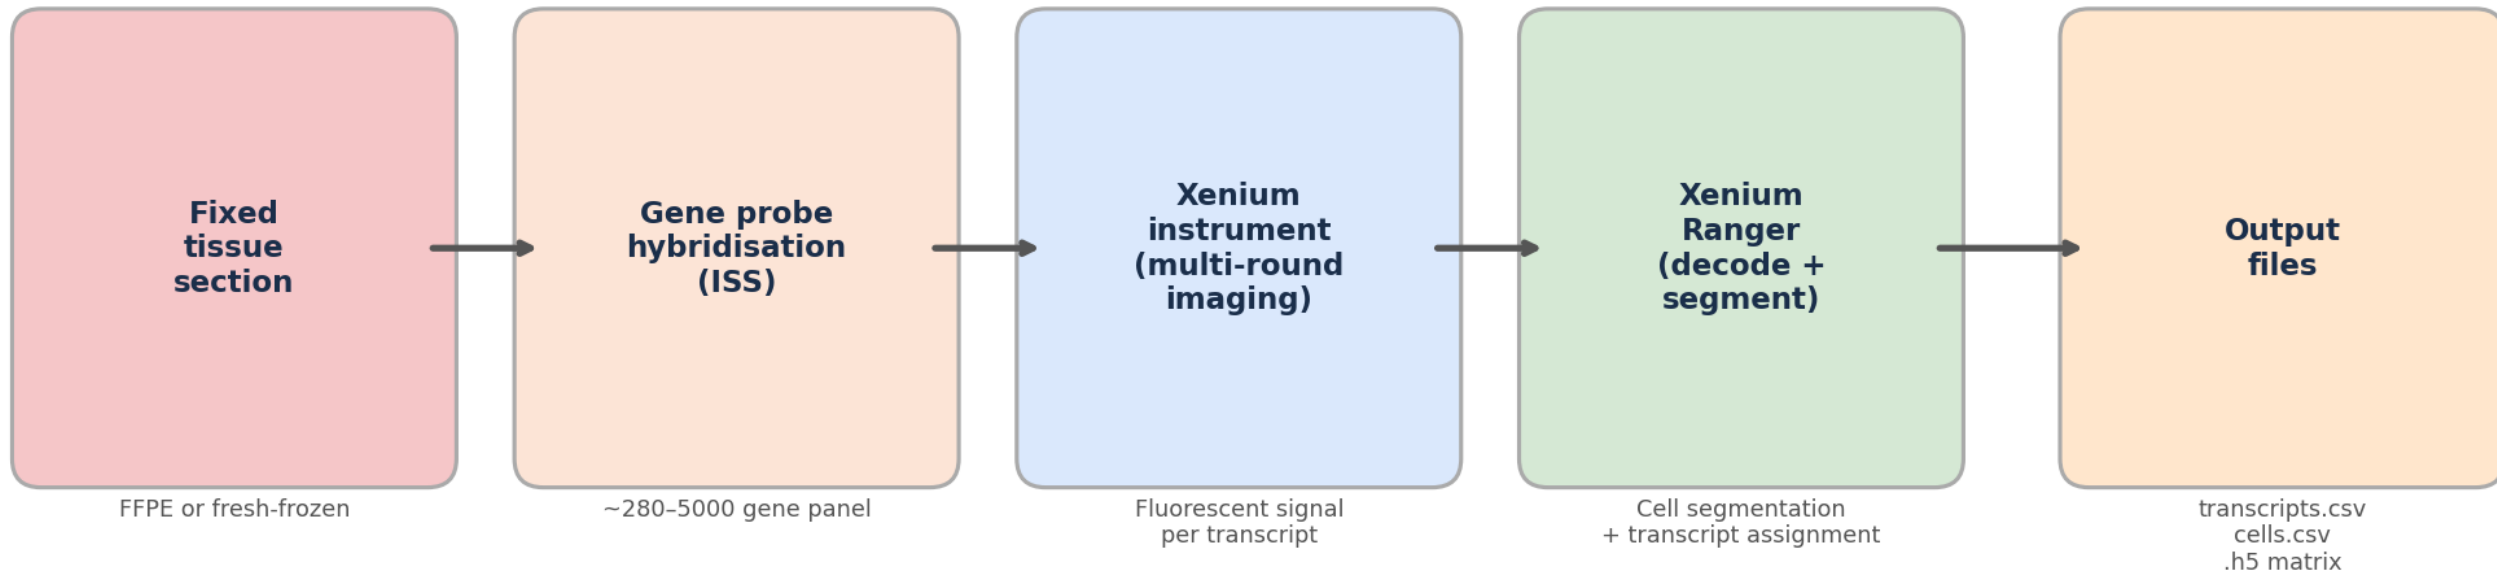 Fixed
tissue
section
Gene probe
hybridisation
(ISS)
Xenium
instrument
(multi-round
imaging)
Xenium
Ranger
(decode +
segment)
Output
files
FFPE or fresh-frozen
~280–5000 gene panel
Fluorescent signal
per transcript
Cell segmentation
+ transcript assignment
transcripts.csv
cells.csv
.h5 matrix